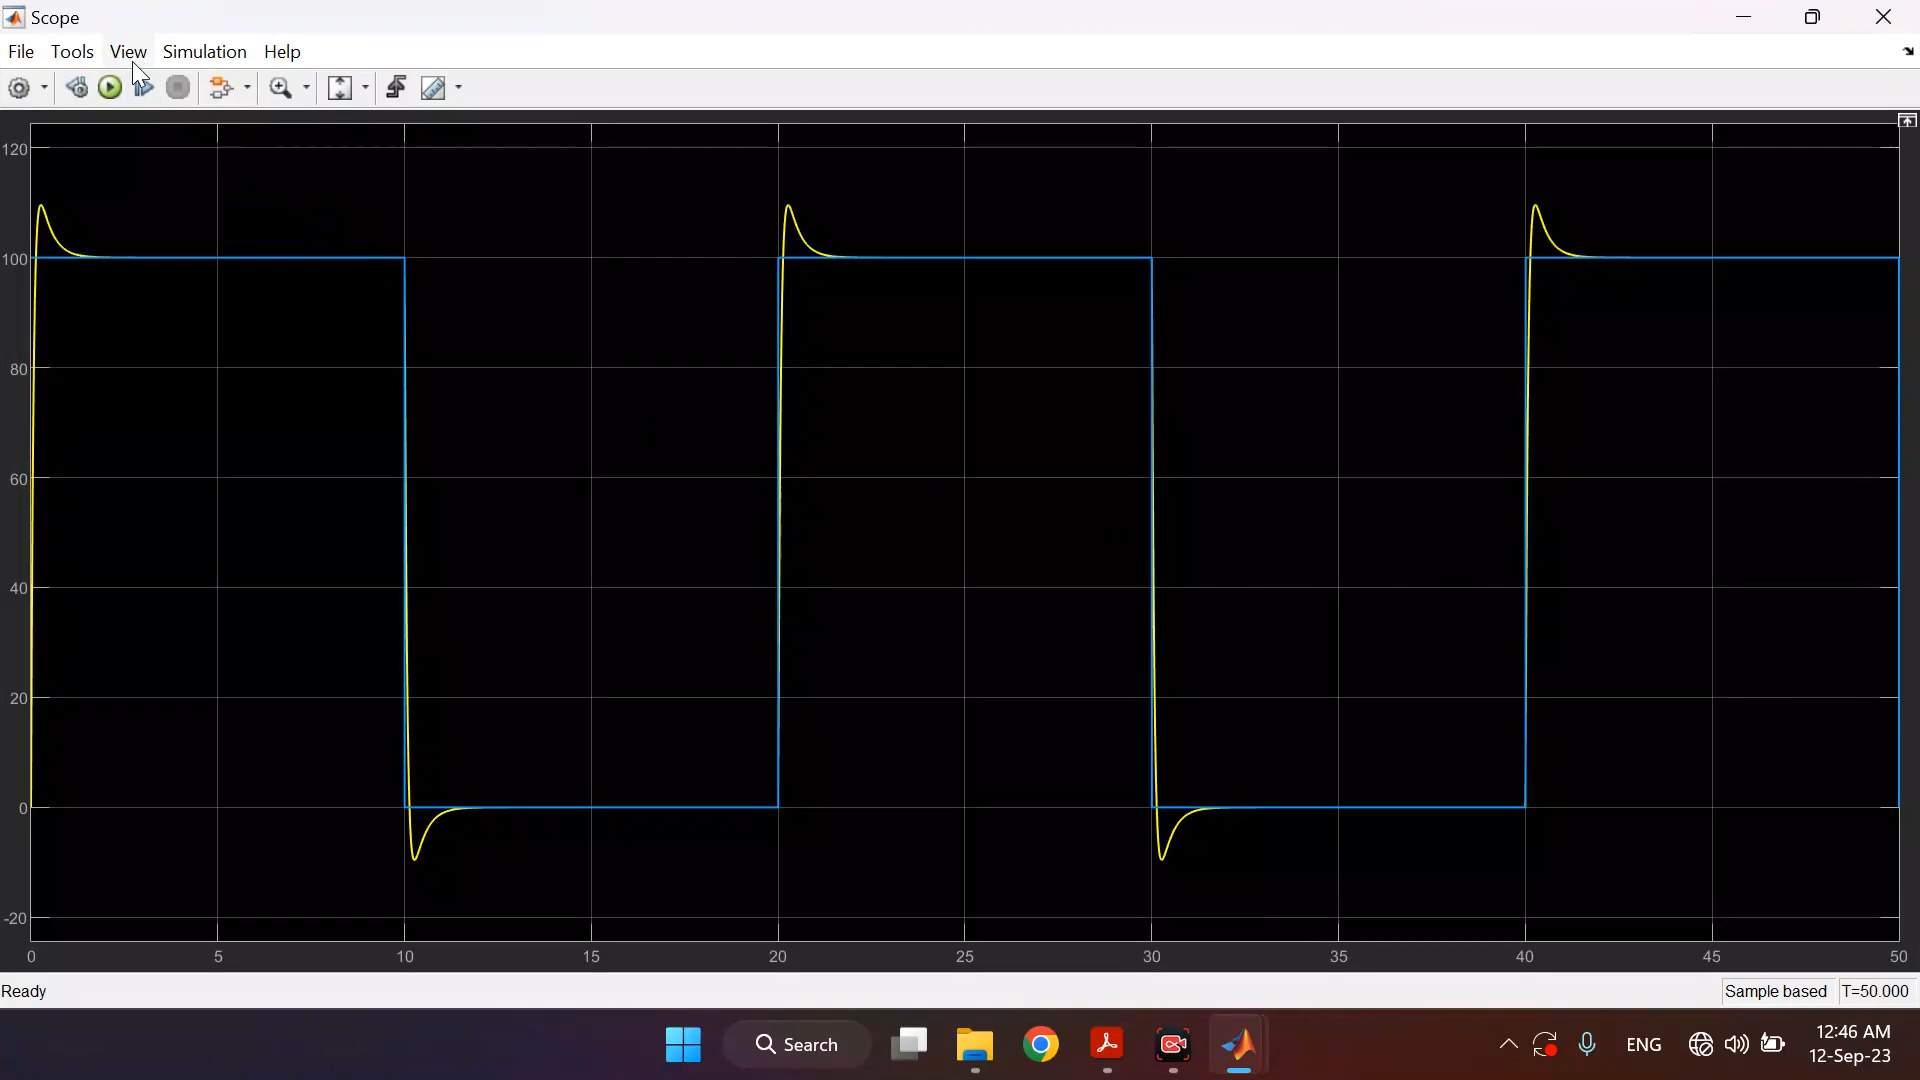 Scope
File Tools View Simulation Help
120
100
80
60
40
20
0
-20
0 5 10 15 20 25 30 35 40 45 50
Ready Sample based T=50.000
Search ENG 12:46 AM
12-Sep-23